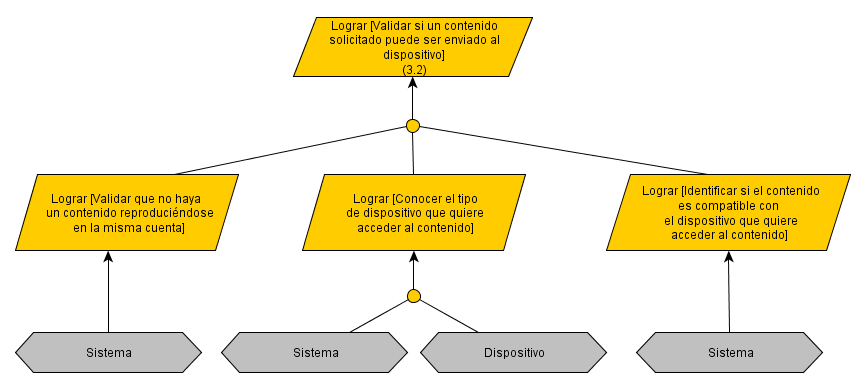 Lograr [Validar si un contenido
solicitado puede ser enviado al
dispositivo]
(3.2)
Lograr [Validar que no haya
un contenido reproduciéndose
en la misma cuenta]
Lograr [Conocer el tipo
de dispositivo que quiere
acceder al contenido]
Lograr [Identificar si el contenido
es compatible con
el dispositivo que quiere
acceder al contenido]
Sistema
Sistema
Dispositivo
Sistema